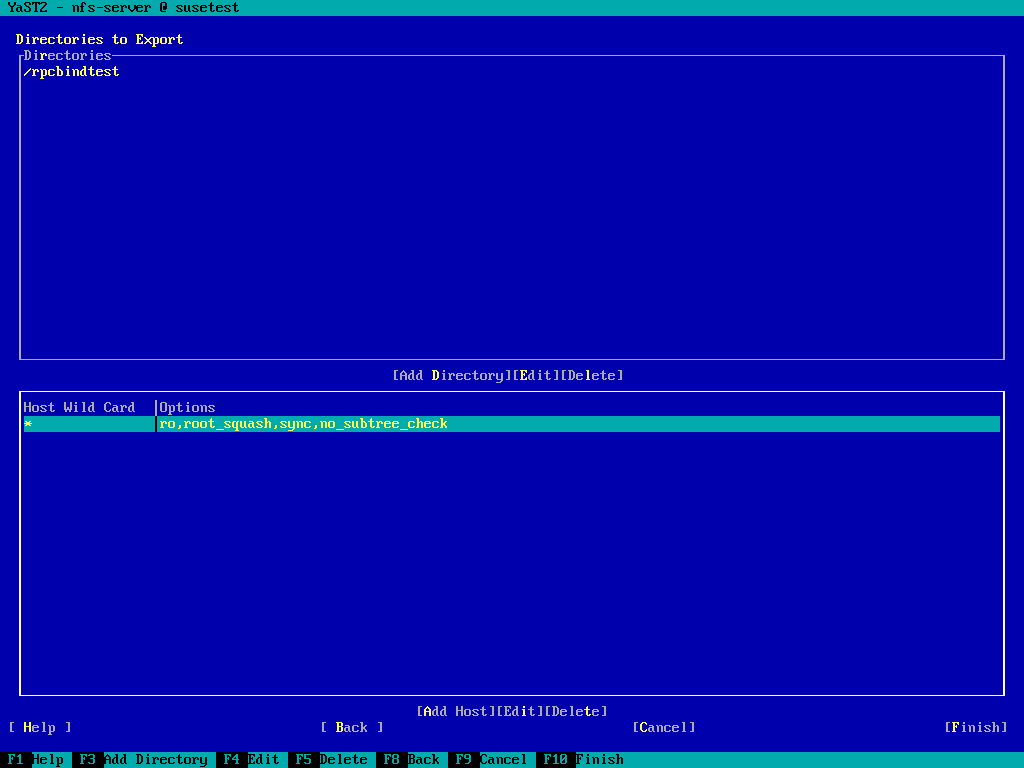 YaST2 - nfs-server @ susetest
Directories to Export
Directories
/rpcbindtest
[Add Directory][Edit][Delete]
Host Wild Card |Options
* |ro,root_squash,sync,no_subtree_check
[Add Host][Edit][Delete]
[ Help ] [ Back ] [Cancel] [Finish]
F1 Help F3 Add Directory F4 Edit F5 Delete F8 Back F9 Cancel F10 Finish